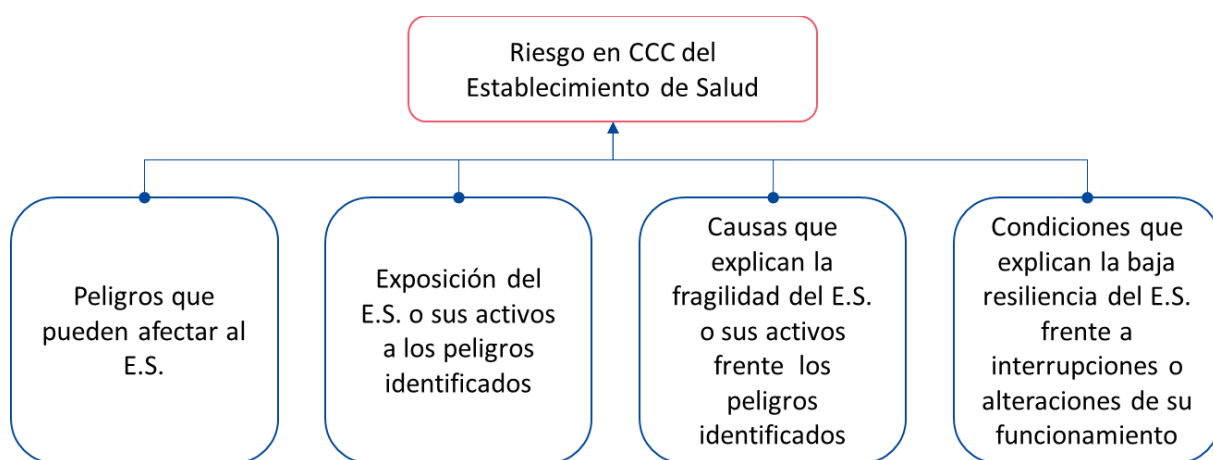 Riesgo en CCC del
Establecimiento de Salud
Peligros que
pueden afectar al
E.S.
Exposición del
E.S. o sus activos
a los peligros
identificados
Causas que
explican la
fragilidad del E.S.
o sus activos
frente los
peligros
identificados
Condiciones que
explican la baja
resiliencia del E.S.
frente a
interrupciones o
alteraciones de su
funcionamiento